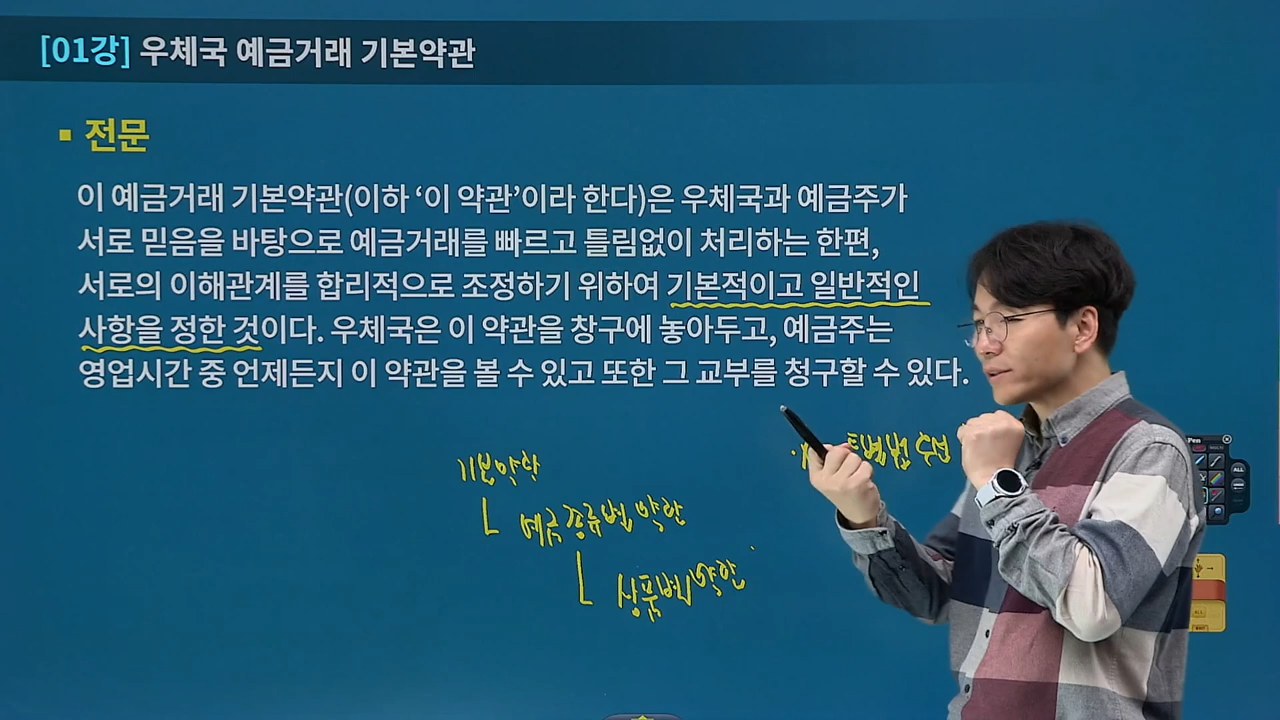 [01강] 우체국 예금거래 기본약관
▪ 전문
이 예금거래 기본약관(이하 ‘이 약관’이라 한다)은 우체국과 예금주가
서로 믿음을 바탕으로 예금거래를 빠르고 틀림없이 처리하는 한편,
서로의 이해관계를 합리적으로 조정하기 위하여 기본적이고 일반적인
사항을 정한 것이다. 우체국은 이 약관을 창구에 놓아두고, 예금주는
영업시간 중 언제든지 이 약관을 볼 수 있고 또한 그 교부를 청구할 수 있다.
기본약관
예금종류별 약관
상품별 약관
Pen
ALL
ALL